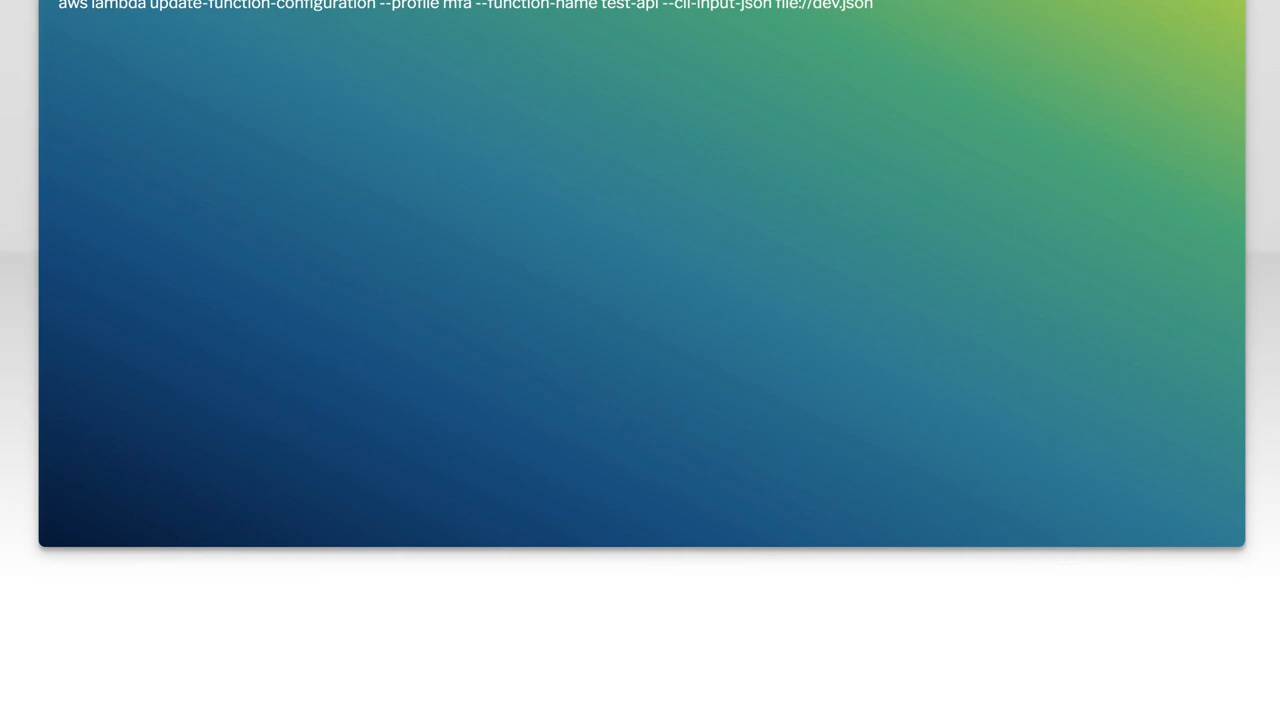 aws lambda update-function-configuration --profile mfa --function-name test-api --cli-input-json file://dev.json